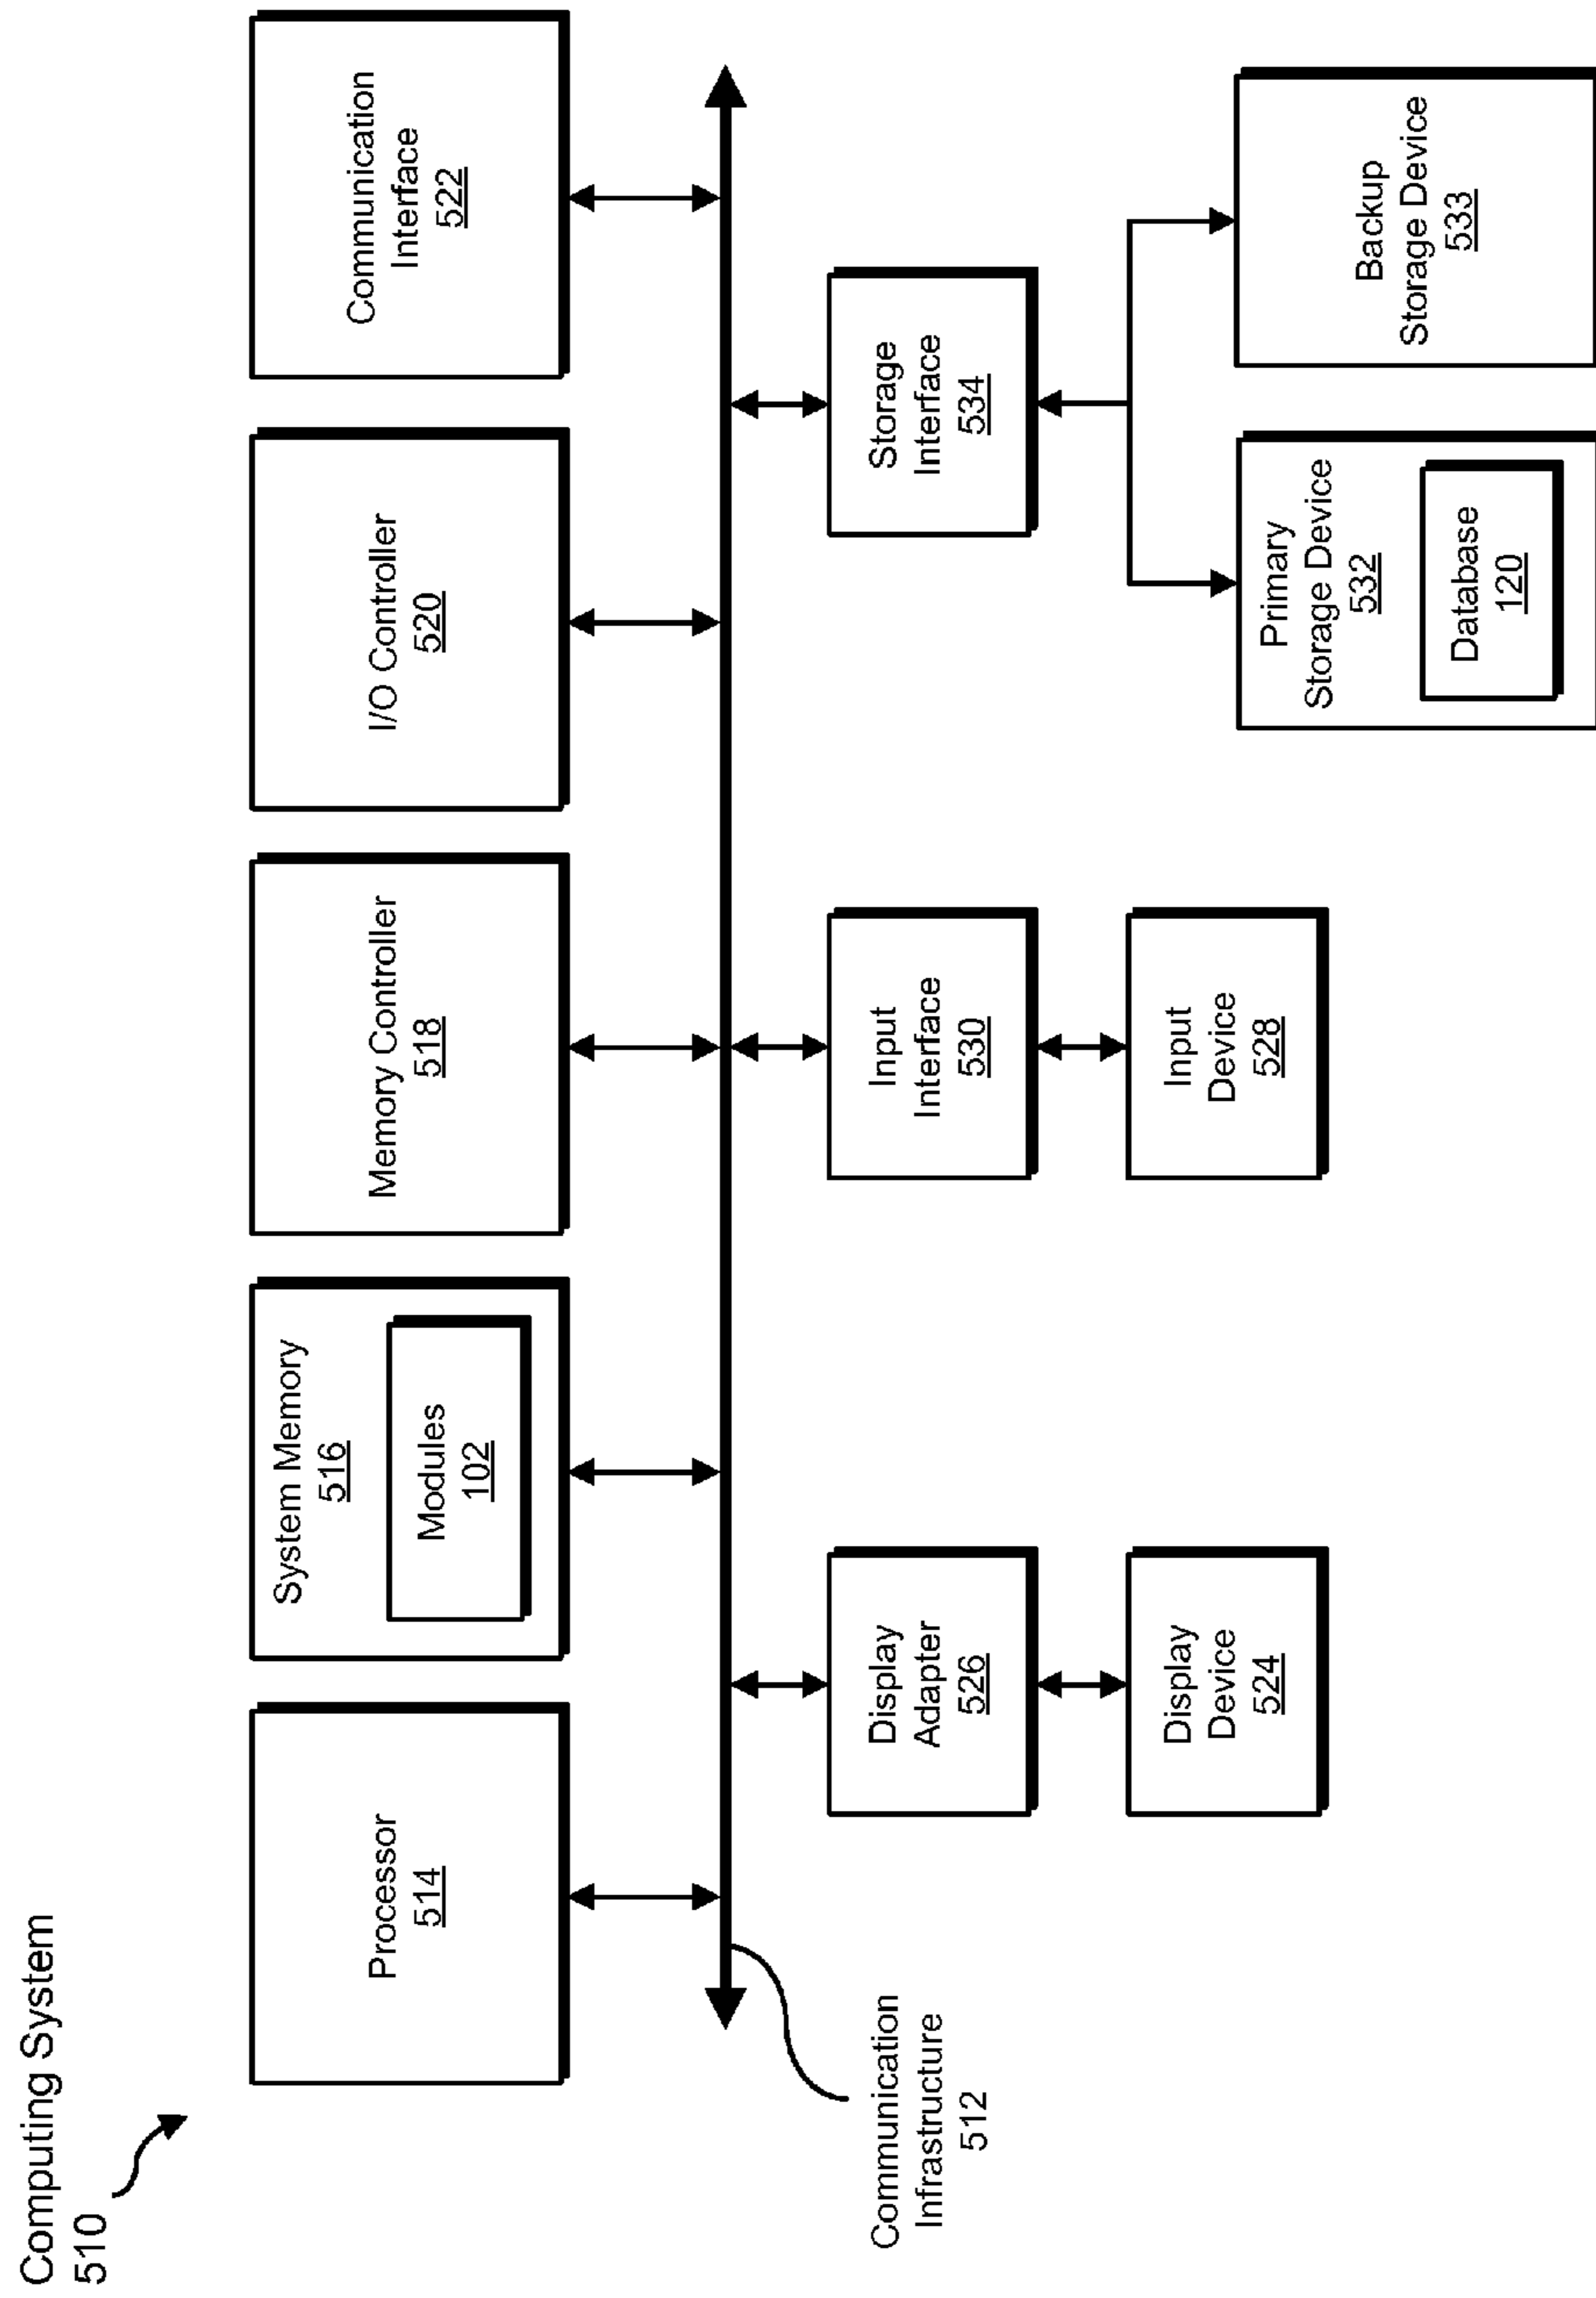 Computing System
510
Processor
514
System Memory
516
Modules
102
Memory Controller
518
I/O Controller
520
Communication
Interface
522
Communication
Infrastructure
512
Display
Adapter
526
Input
Interface
530
Storage
Interface
534
Display
Device
524
Input
Device
528
Primary
Storage Device
532
Database
120
Backup
Storage Device
533